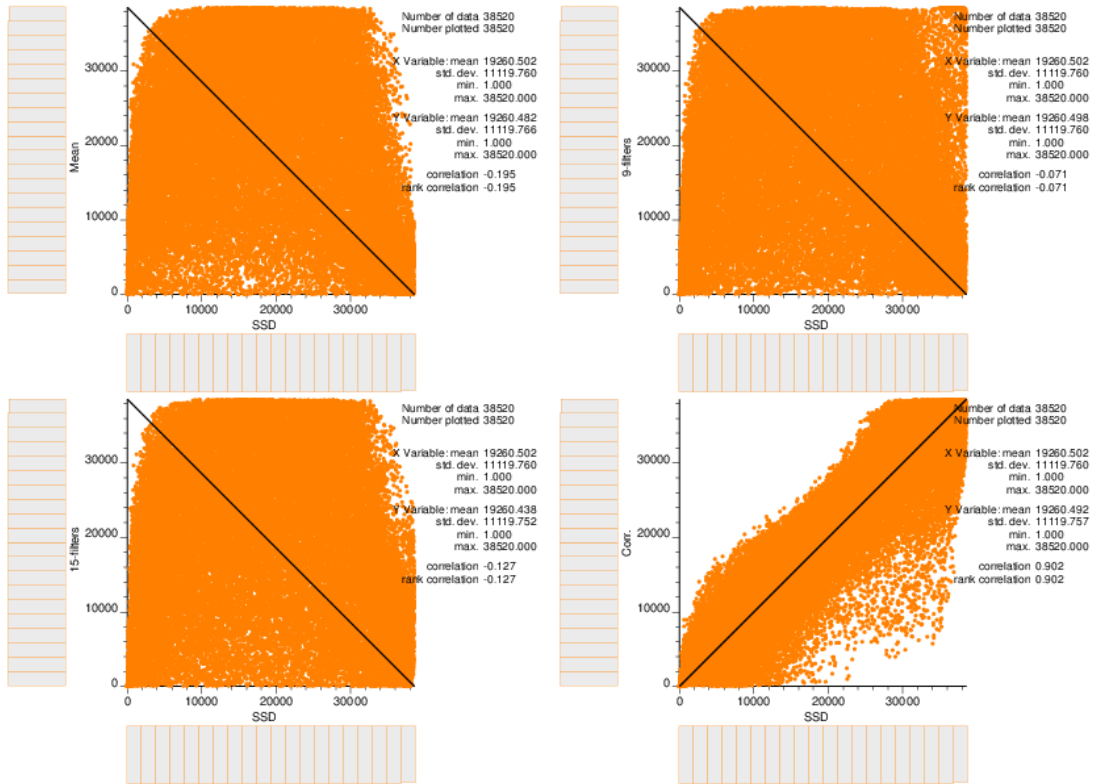 Number of data 38520
Number plotted 38520
X Variable: mean 19260.502
std. dev. 11119.760
min. 1.000
max. 38520.000
Y Variable: mean 19260.482
std. dev. 11119.766
min. 1.000
max. 38520.000
correlation -0.195
rank correlation -0.195
Mean
30000
20000
10000
0
0 10000 20000 30000
SSD
Number of data 38520
Number plotted 38520
X Variable: mean 19260.502
std. dev. 11119.760
min. 1.000
max. 38520.000
Y Variable: mean 19260.498
std. dev. 11119.760
min. 1.000
max. 38520.000
correlation -0.071
rank correlation -0.071
9-filters
30000
20000
10000
0
0 10000 20000 30000
SSD
Number of data 38520
Number plotted 38520
X Variable: mean 19260.502
std. dev. 11119.760
min. 1.000
max. 38520.000
Y Variable: mean 19260.438
std. dev. 11119.752
min. 1.000
max. 38520.000
correlation -0.127
rank correlation -0.127
15-filters
30000
20000
10000
0
0 10000 20000 30000
SSD
Number of data 38520
Number plotted 38520
X Variable: mean 19260.502
std. dev. 11119.760
min. 1.000
max. 38520.000
Y Variable: mean 19260.492
std. dev. 11119.757
min. 1.000
max. 38520.000
correlation 0.902
rank correlation 0.902
Corr.
30000
20000
10000
0
0 10000 20000 30000
SSD